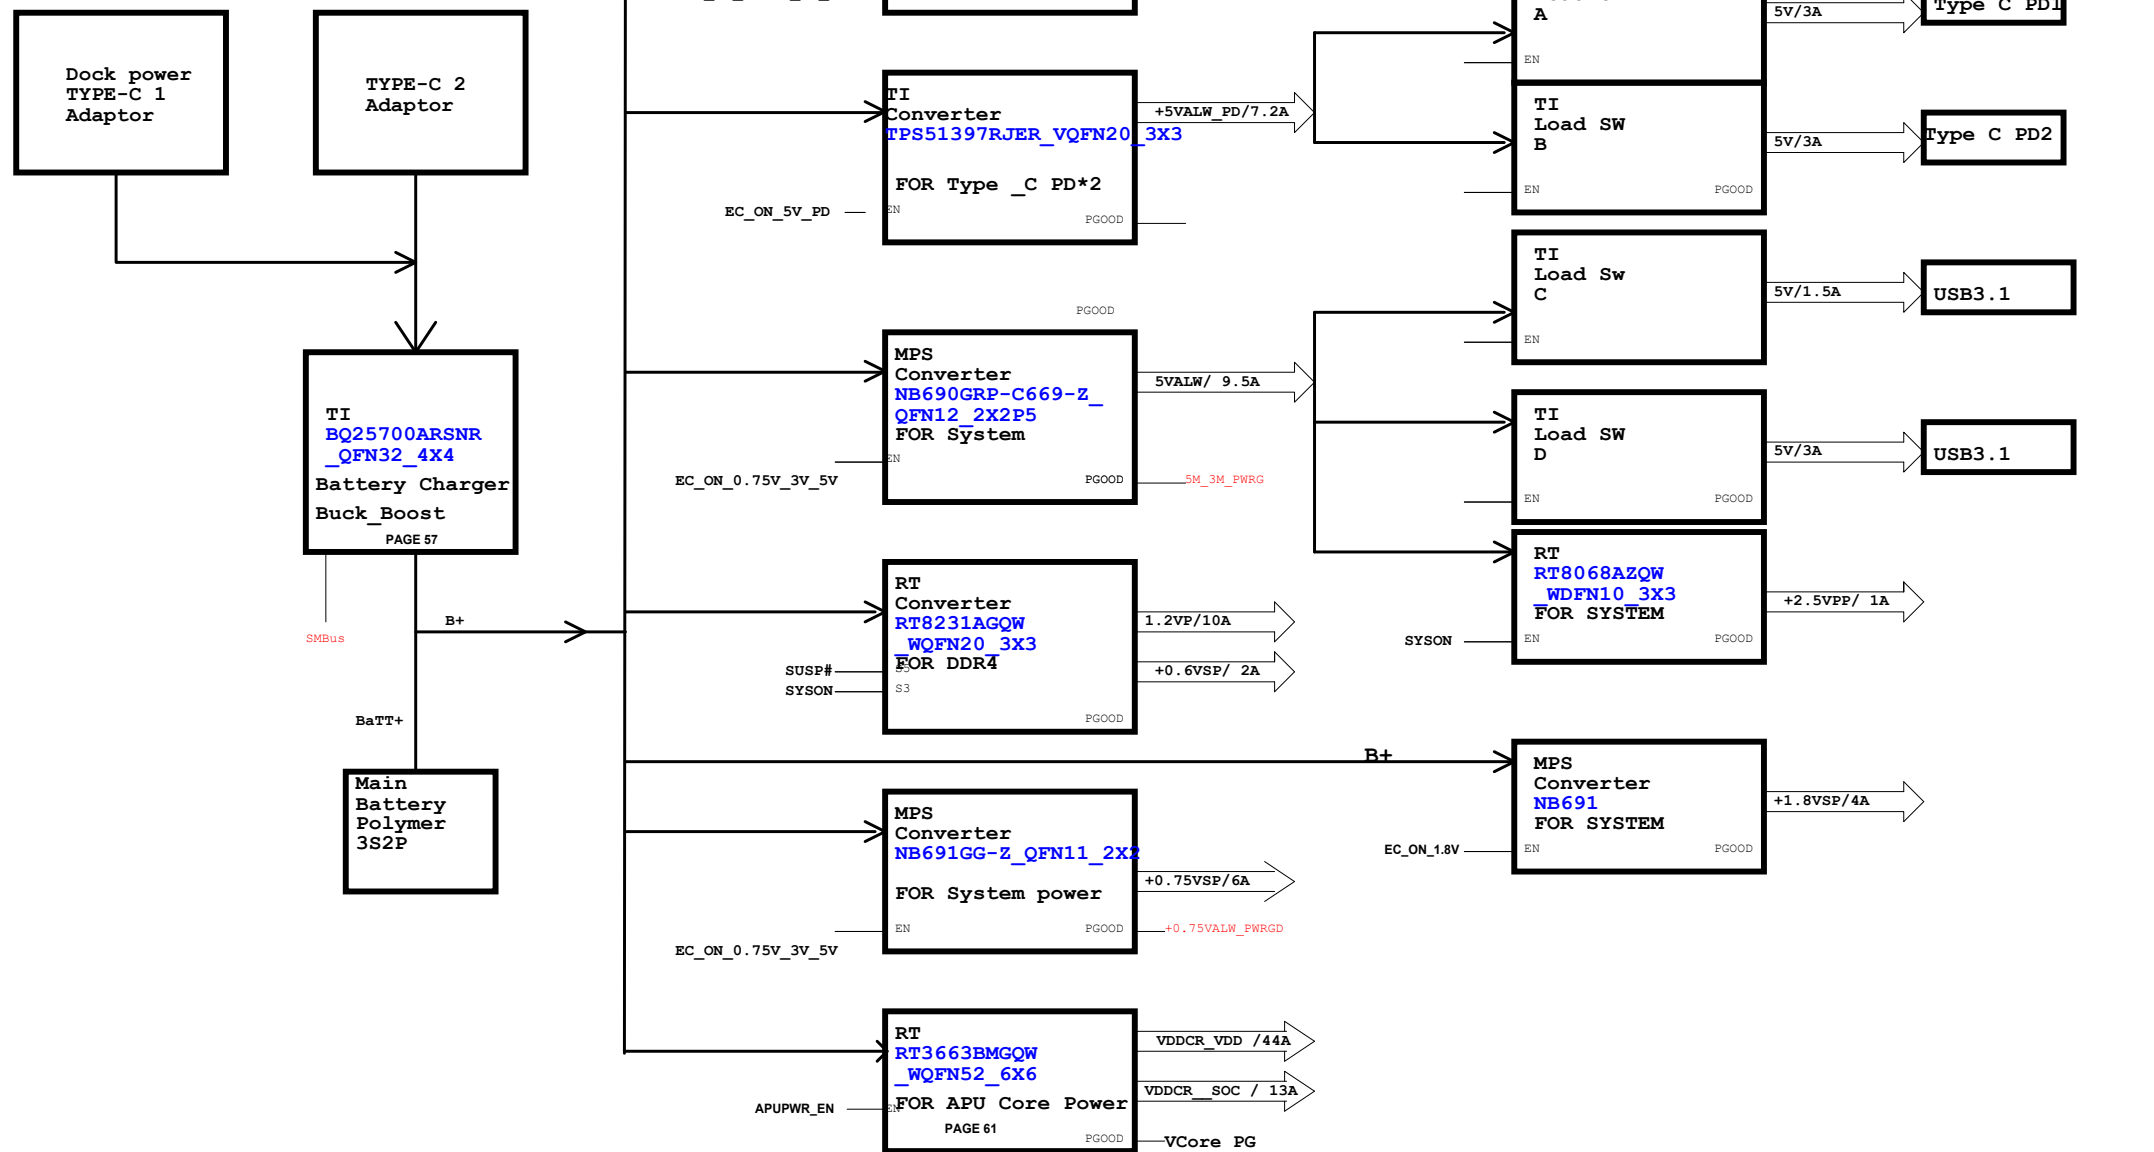 Dock power
TYPE-C 1
Adaptor
TYPE-C 2
Adaptor
TI
BQ25700ARSNR
_QFN32_4X4
Battery Charger
Buck_Boost
PAGE 57
SMBus
B+
BaTT+
Main
Battery
Polymer
3S2P
TI
Converter
TPS51397RJER_VQFN20_3X3
FOR Type _C PD*2
EC_ON_5V_PD
EN
PGOOD
+5VALW_PD/7.2A
PGOOD
MPS
Converter
NB690GRP-C669-Z_
QFN12_2X2P5
FOR System
EN
EC_ON_0.75V_3V_5V
PGOOD
5M_3M_PWRG
5VALW/ 9.5A
RT
Converter
RT8231AGQW
_WQFN20_3X3
FOR DDR4
SUSP#
S5
SYSON
S3
PGOOD
1.2VP/10A
+0.6VSP/ 2A
B+
MPS
Converter
NB691GG-Z_QFN11_2X2
FOR System power
EN
PGOOD
EC_ON_0.75V_3V_5V
+0.75VSP/6A
+0.75VALW_PWRGD
RT
RT3663BMGQW
_WQFN52_6X6
FOR APU Core Power
PAGE 61
APUPWR_EN
EN
PGOOD
VCore PG
VDDCR_VDD /44A
VDDCR__SOC / 13A
A
EN
5V/3A
Type C PD1
TI
Load SW
B
EN
PGOOD
5V/3A
Type C PD2
TI
Load Sw
C
EN
5V/1.5A
USB3.1
TI
Load SW
D
EN
PGOOD
5V/3A
USB3.1
RT
RT8068AZQW
_WDFN10_3X3
FOR SYSTEM
SYSON
EN
PGOOD
+2.5VPP/ 1A
MPS
Converter
NB691
FOR SYSTEM
EC_ON_1.8V
EN
PGOOD
+1.8VSP/4A